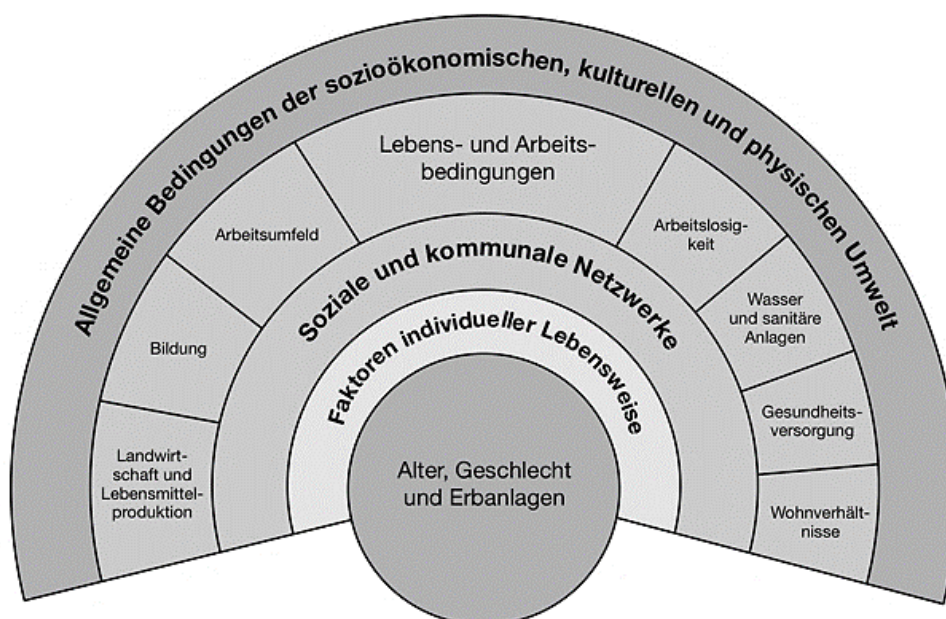 Allgemeine Bedingungen der sozioökonomischen, kulturellen und physischen Umwelt
Lebens- und Arbeits-
bedingungen
Arbeitsumfeld
Arbeitslosig-
keit
Soziale und kommunale Netzwerke
Bildung
Wasser
und sanitäre
Anlagen
Faktoren individueller Lebensweise
Landwirt-
schaft und
Lebensmittel-
produktion
Gesundheits-
versorgung
Alter, Geschlecht
und Erbanlagen
Wohnverhält-
nisse